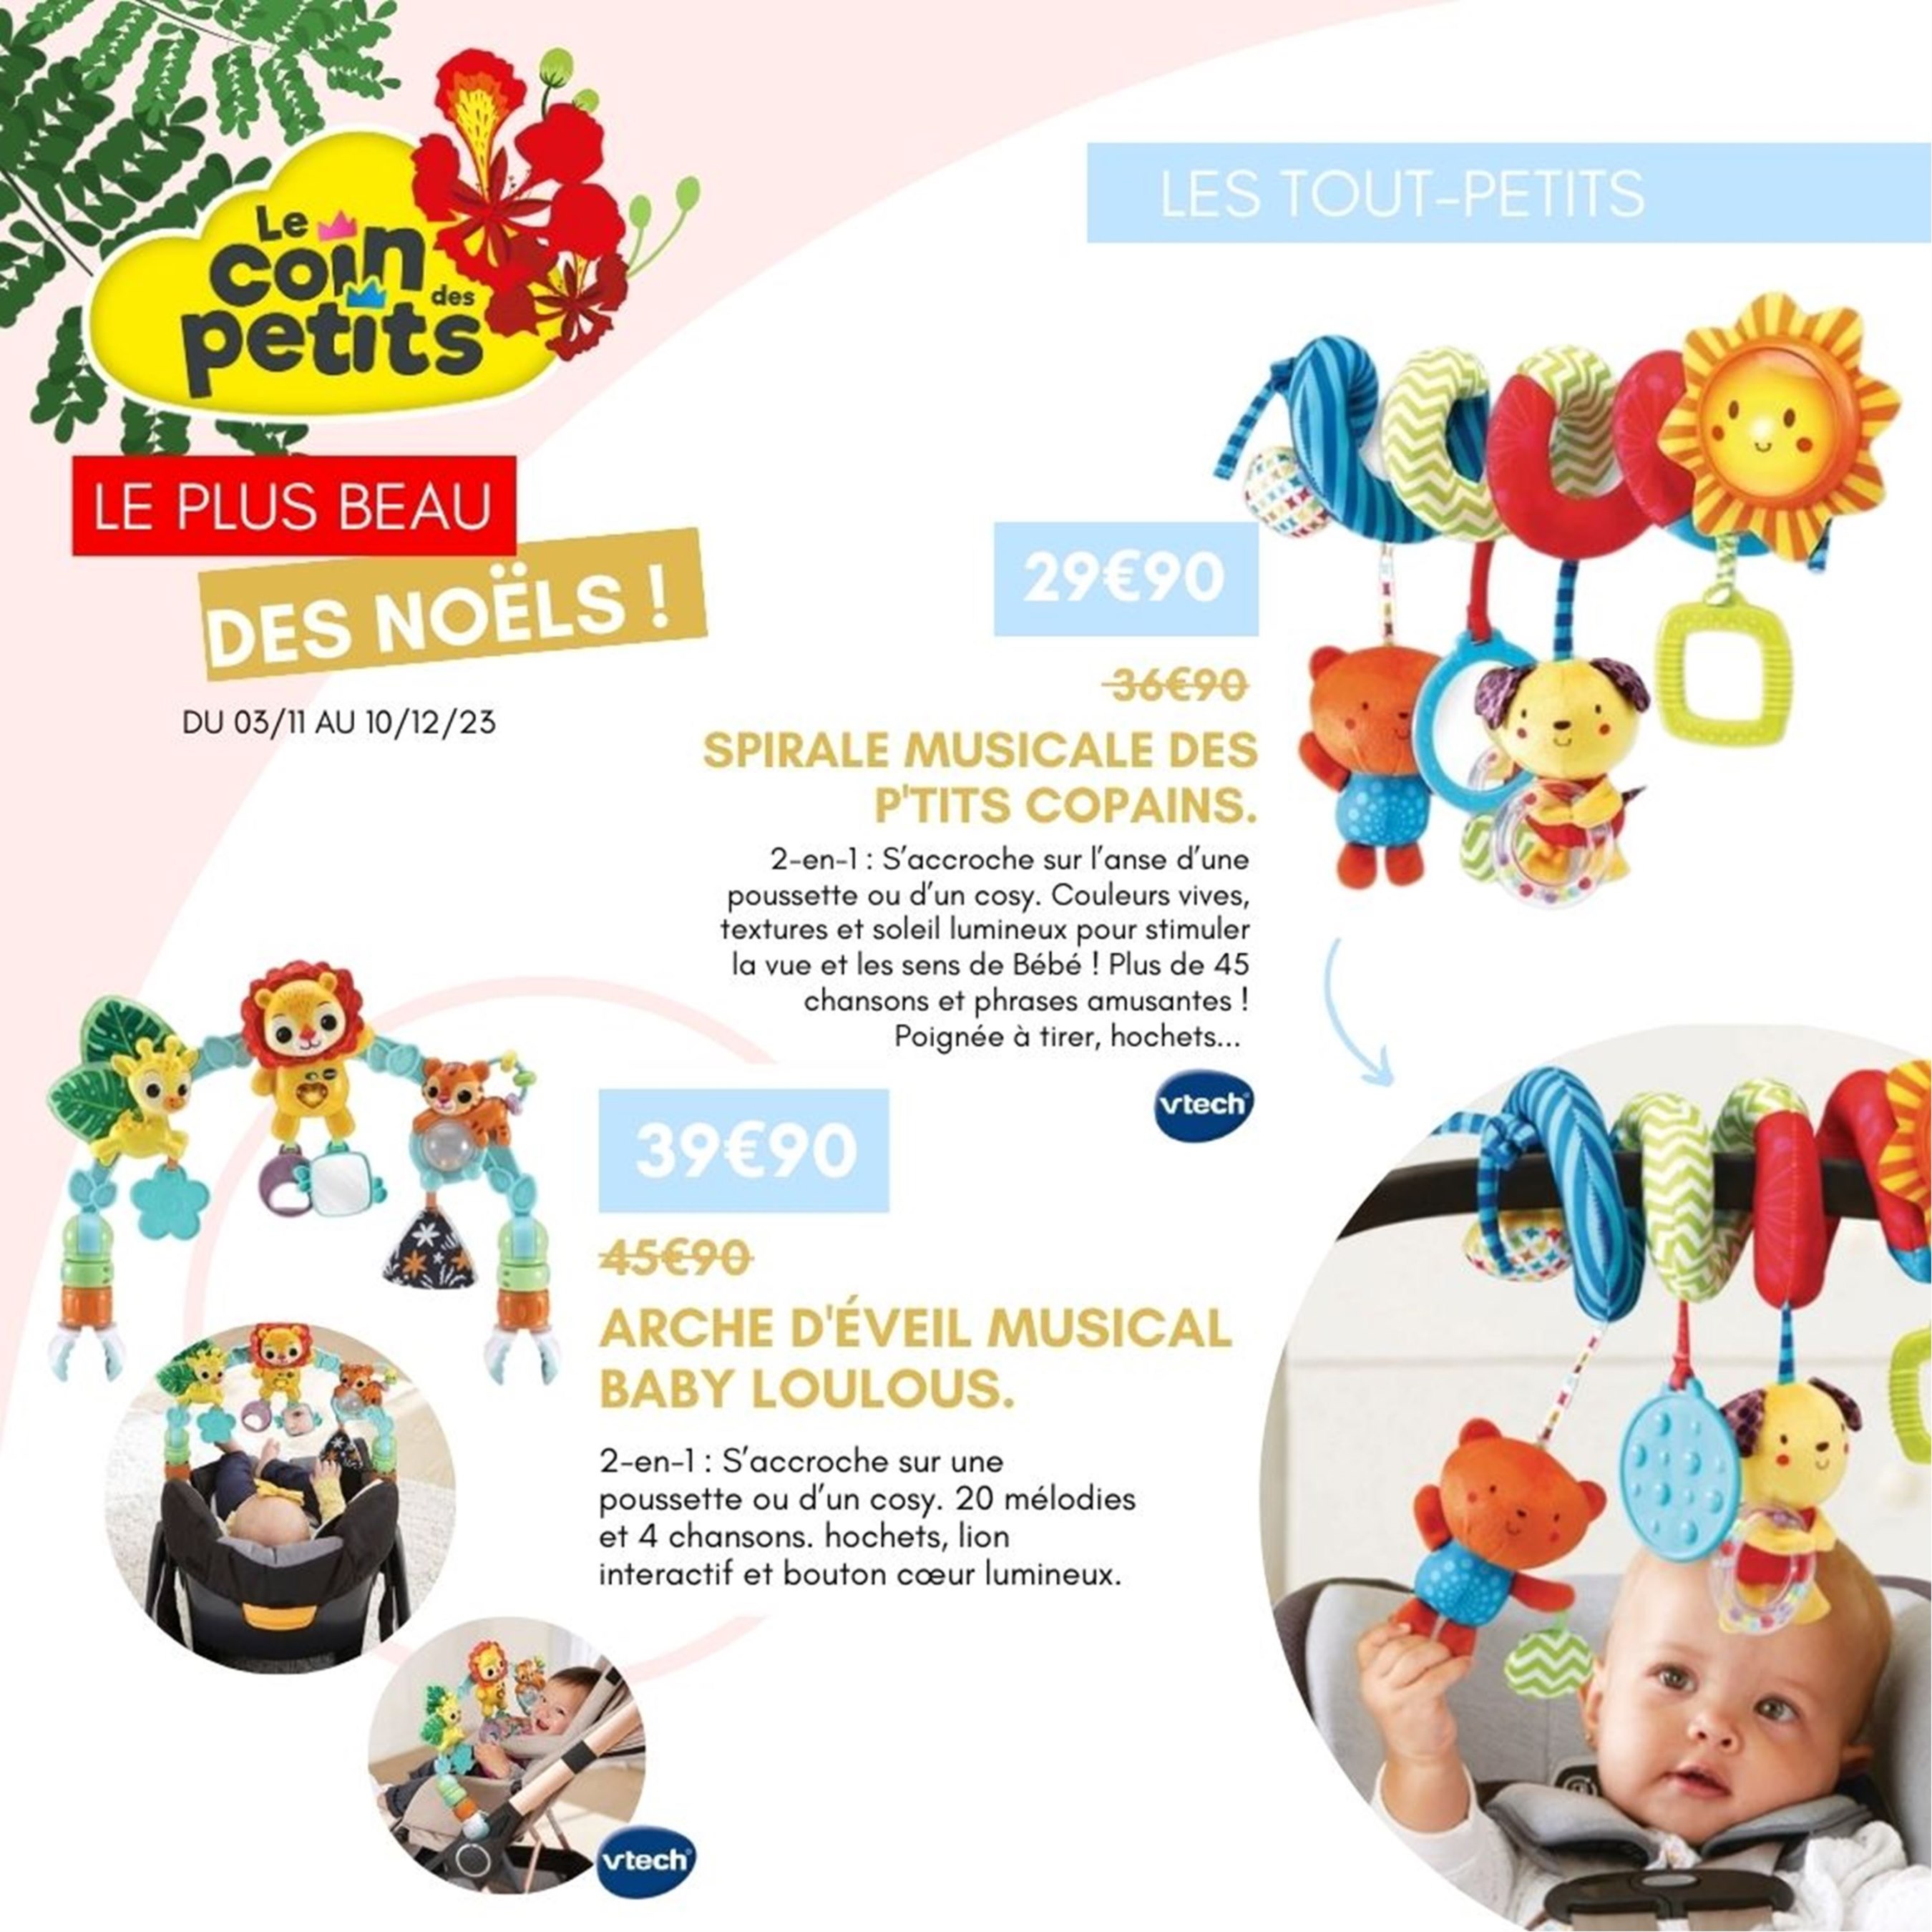 Le
coin
des
petits
LE PLUS BEAU
DES NOËLS !
DU 03/11 AU 10/12/23
LES TOUT-PETITS
29€90
36€90
SPIRALE MUSICALE DES
P'TITS COPAINS.
2-en-1 : S’accroche sur l’anse d’une
poussette ou d’un cosy. Couleurs vives,
textures et soleil lumineux pour stimuler
la vue et les sens de Bébé ! Plus de 45
chansons et phrases amusantes !
Poignée à tirer, hochets...
vtech
39€90
45€90
ARCHE D'ÉVEIL MUSICAL
BABY LOULOUS.
2-en-1 : S’accroche sur une
poussette ou d’un cosy. 20 mélodies
et 4 chansons. hochets, lion
interactif et bouton cœur lumineux.
vtech